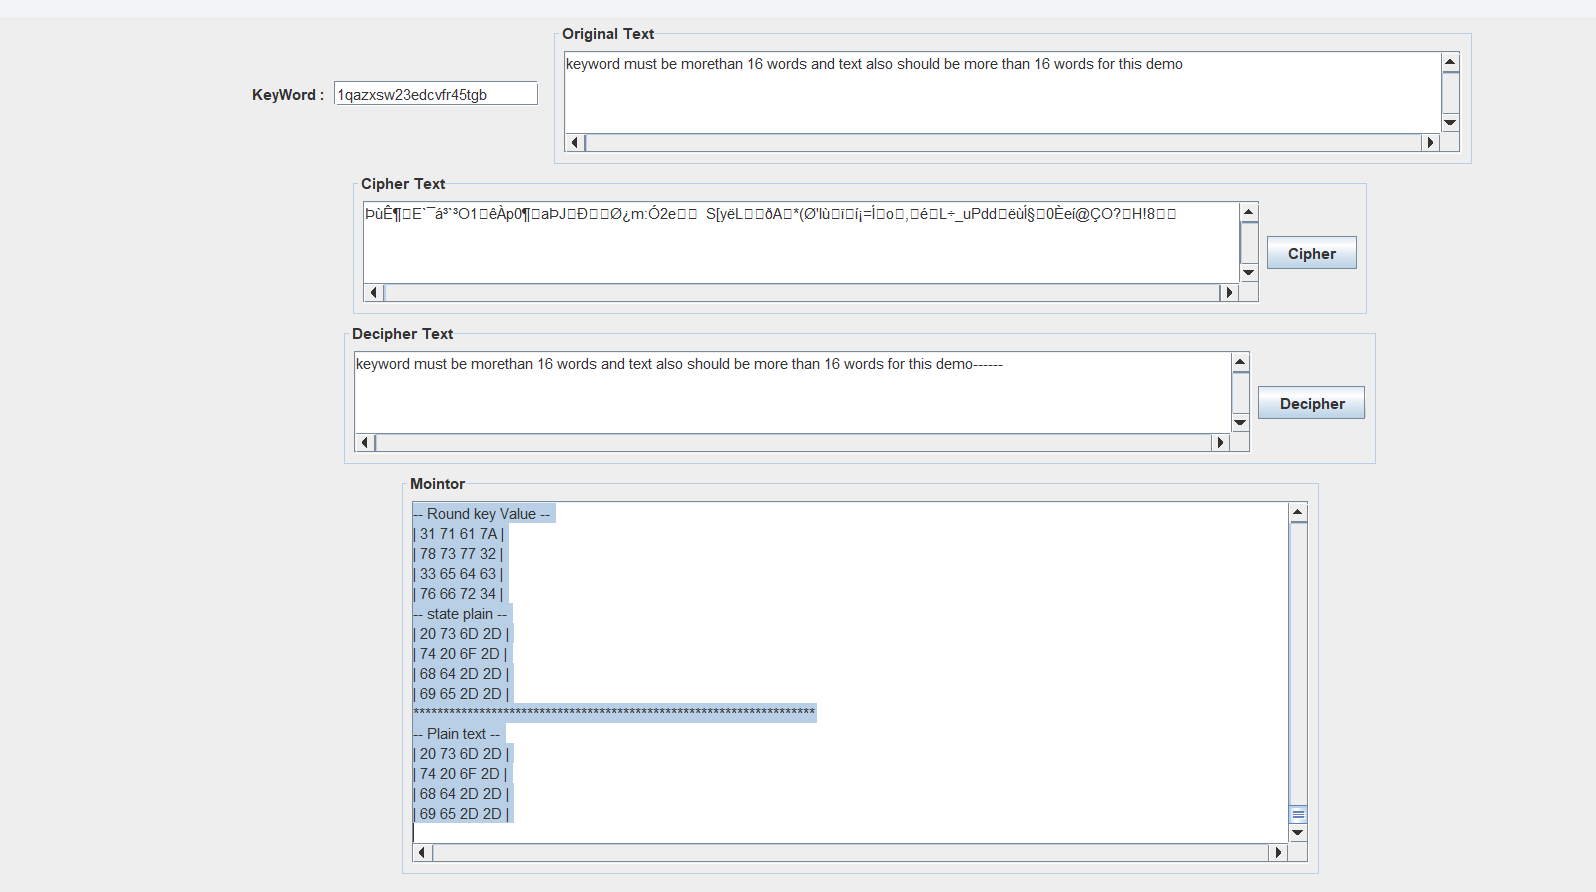 Original Text
keyword must be morethan 16 words and text also should be more than 16 words for this demo
KeyWord : 1qazxsw23edcvfr45tgb
Cipher Text
ÞùÊ¶□E`¯á³`³O1□êÀp0¶□aÞJ□Ð□□Ø¿m:Ó2e□□ S[yëL□□ðA□*(Ø'lù□ï□í¡=Í□o□,□é□L÷_uPdd□ëùÍ§□0Èeí@ÇO?□H!8□□
Cipher
Decipher Text
keyword must be morethan 16 words and text also should be more than 16 words for this demo------
Decipher
Mointor
-- Round key Value --
| 31 71 61 7A |
| 78 73 77 32 |
| 33 65 64 63 |
| 76 66 72 34 |
-- state plain --
| 20 73 6D 2D |
| 74 20 6F 2D |
| 68 64 2D 2D |
| 69 65 2D 2D |
*******************************************************************
-- Plain text --
| 20 73 6D 2D |
| 74 20 6F 2D |
| 68 64 2D 2D |
| 69 65 2D 2D |